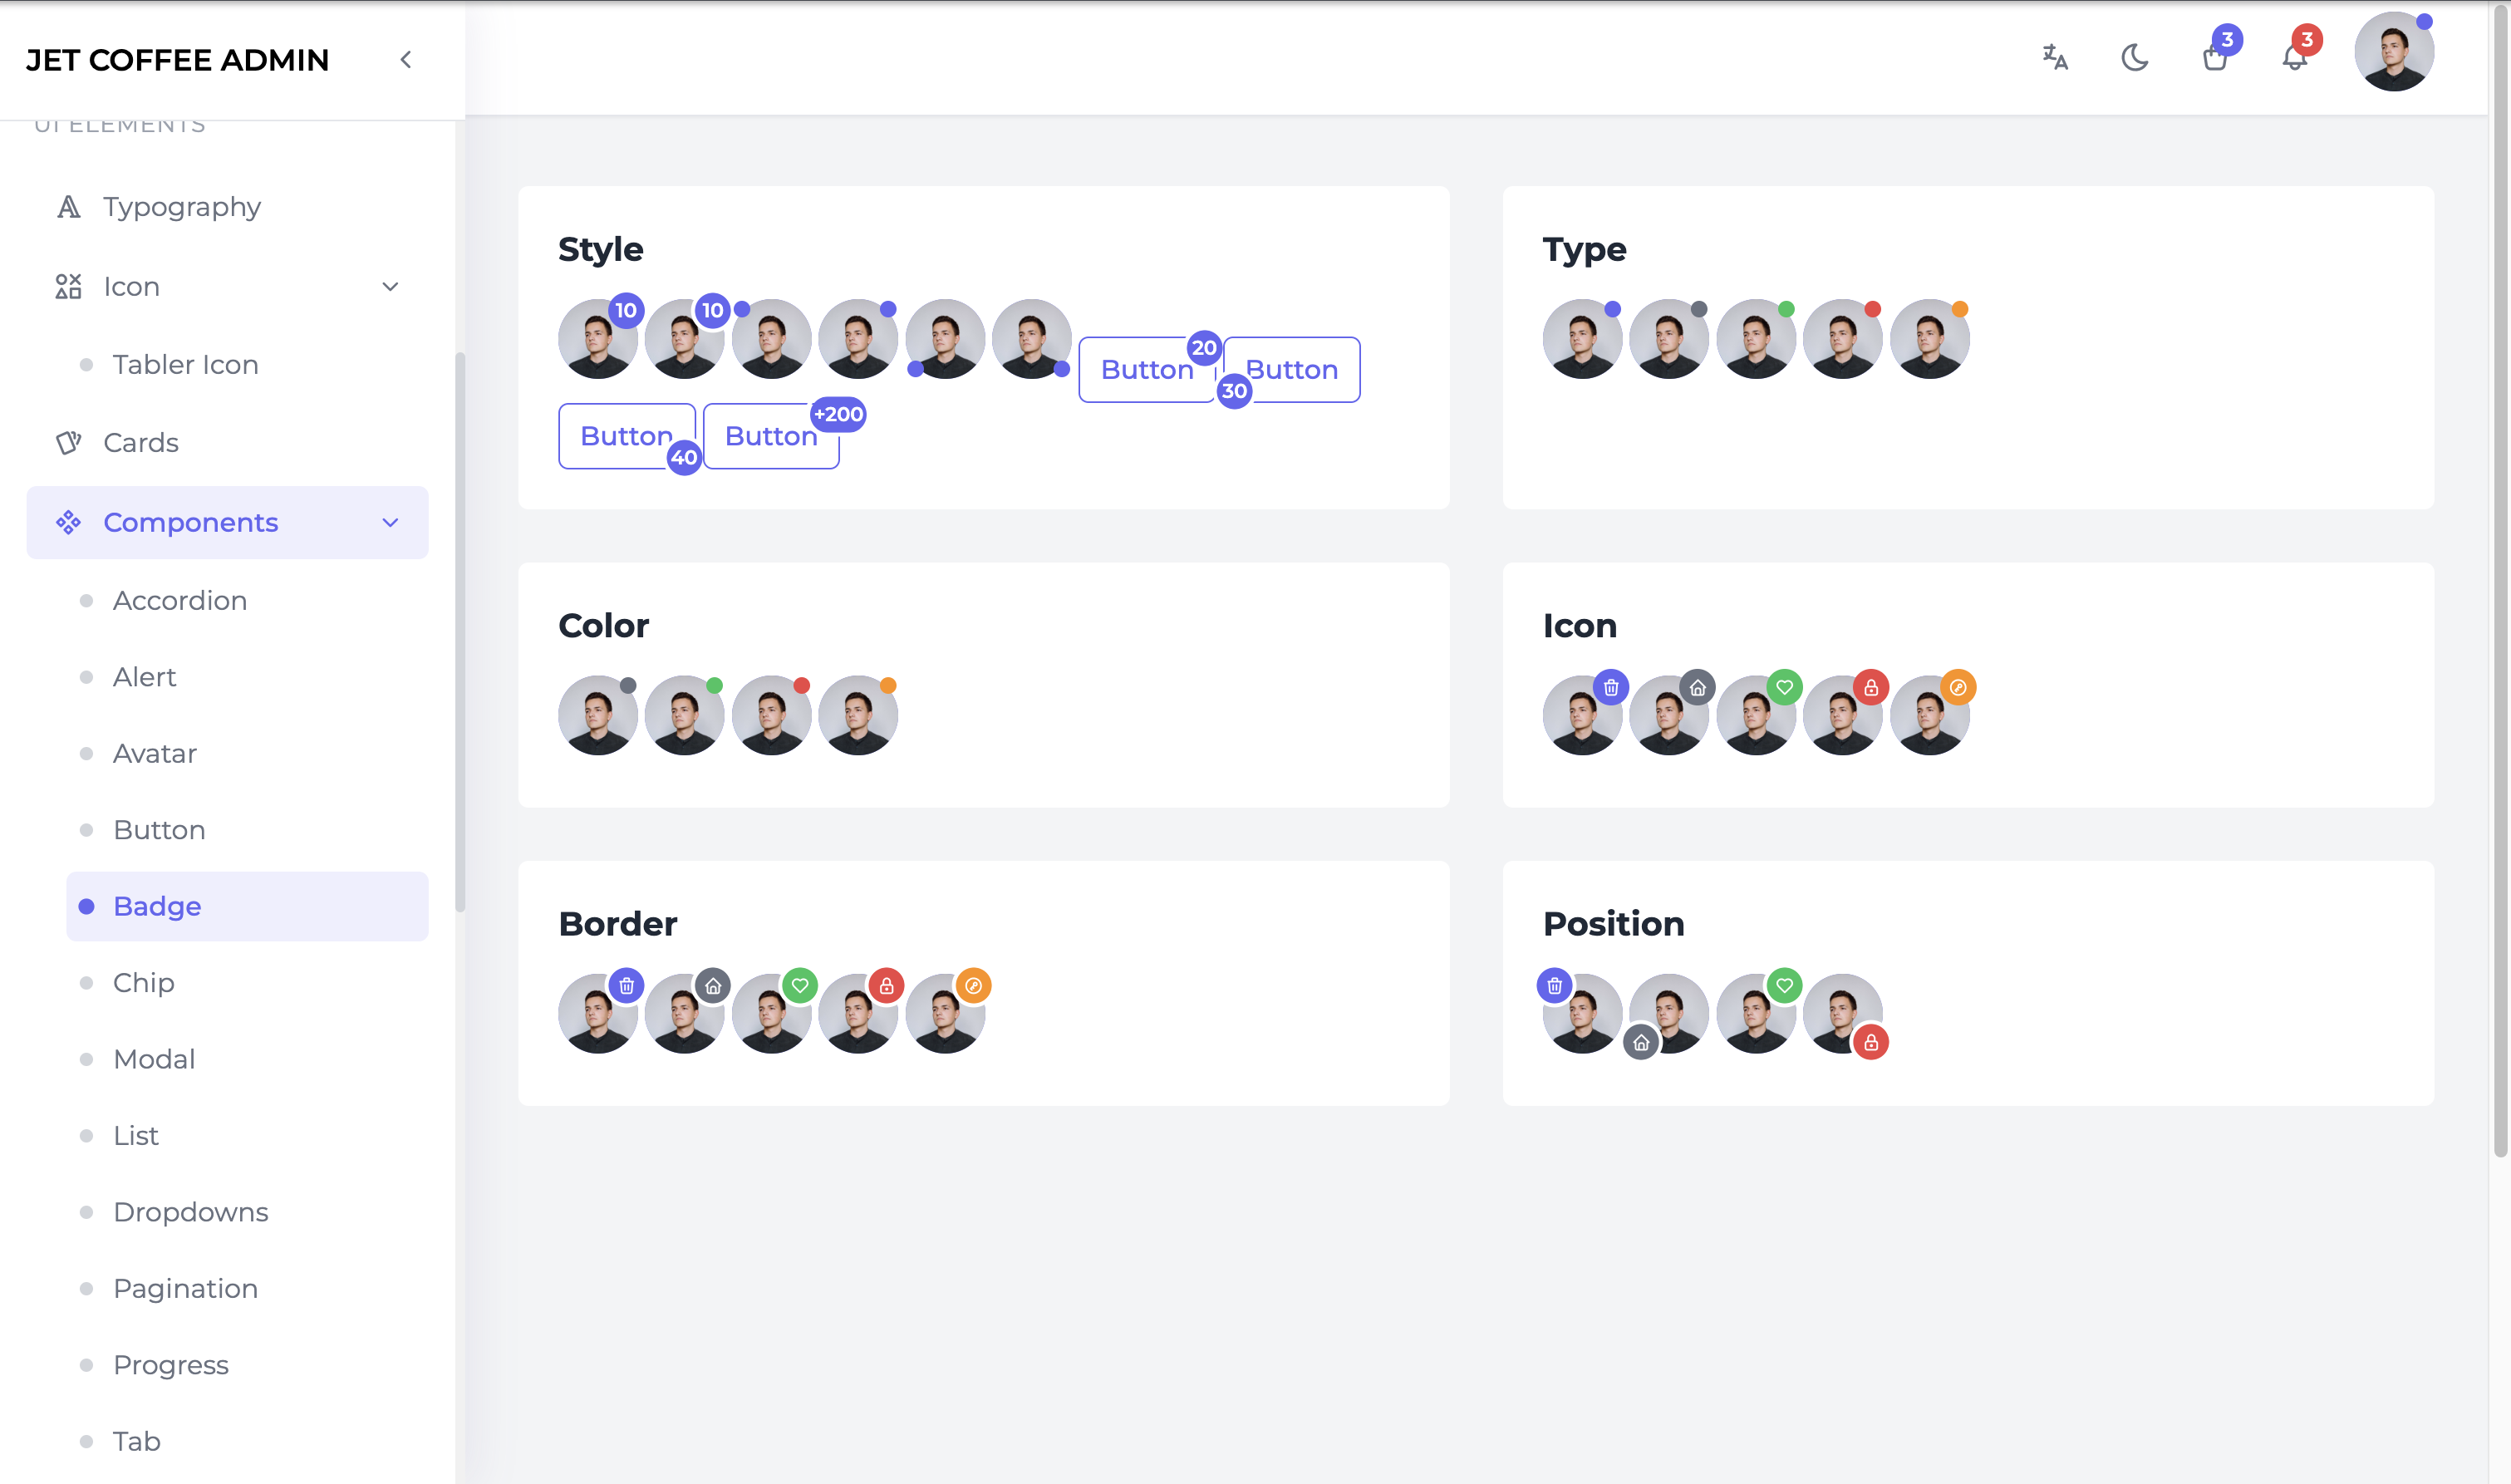 JET COFFEE ADMIN
3
3
UI ELEMENTS
Typography
Icon
Tabler Icon
Cards
Components
Accordion
Alert
Avatar
Button
Badge
Chip
Modal
List
Dropdowns
Pagination
Progress
Tab
Style
10
10
Button
20
Button
30
Button
40
Button
+200
Type
Color
Icon
Border
Position